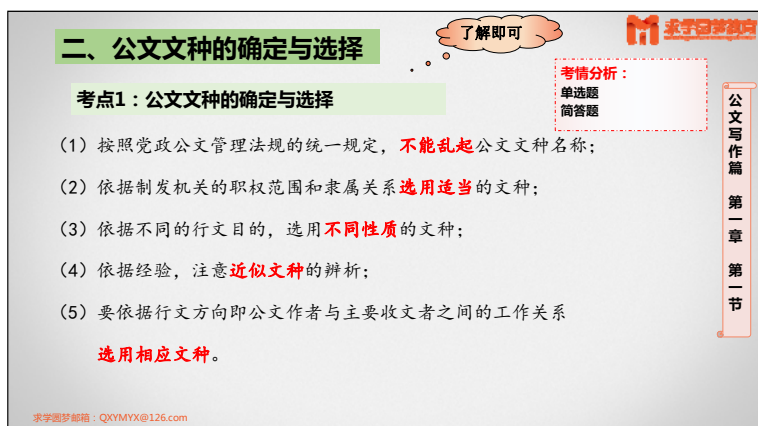 二、公文文种的确定与选择
了解即可
求学圆梦教育
考点1：公文文种的确定与选择
考情分析：
单选题
简答题
（1）按照党政公文管理法规的统一规定，不能乱起公文文种名称；
（2）依据制发机关的职权范围和隶属关系选用适当的文种；
（3）依据不同的行文目的，选用不同性质的文种；
（4）依据经验，注意近似文种的辨析；
（5）要依据行文方向即公文作者与主要收文者之间的工作关系
选用相应文种。
公文写作篇 第一章 第一节
求学圆梦邮箱：QXYMYX@126.com